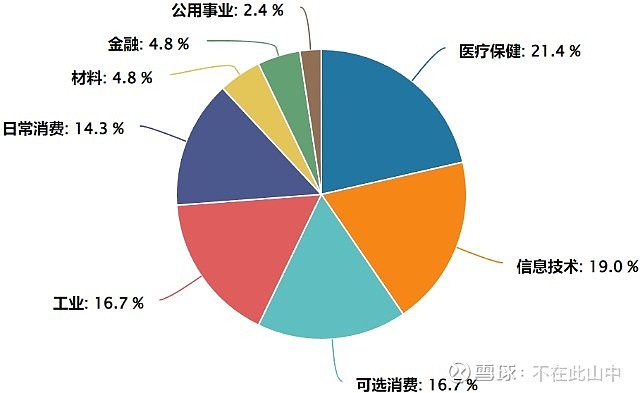 公用事业: 2.4 %
金融: 4.8 %
材料: 4.8 %
日常消费: 14.3 %
工业: 16.7 %
医疗保健: 21.4 %
信息技术: 19.0 %
可选消费: 16.7 %
雪球: 不在此山中